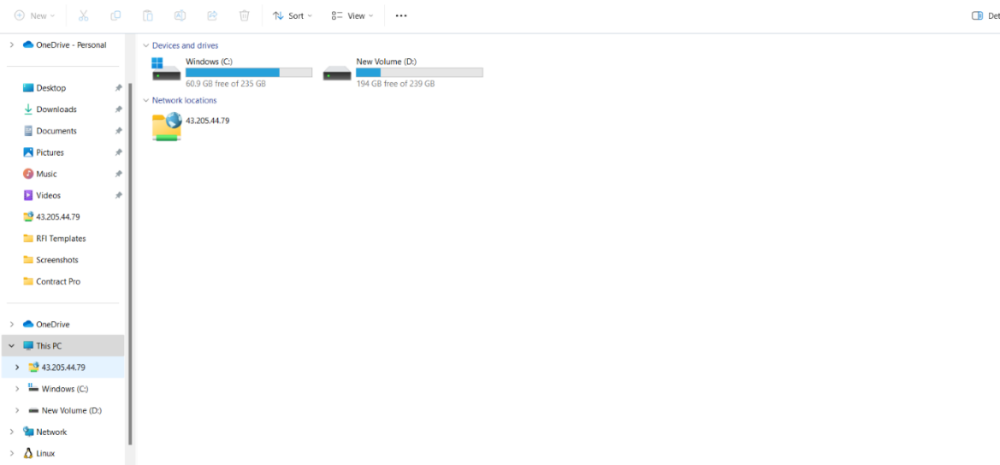 New
Sort
View
Det
OneDrive - Personal
Desktop
Downloads
Documents
Pictures
Music
Videos
43.205.44.79
RFI Templates
Screenshots
Contract Pro
OneDrive
This PC
43.205.44.79
Windows (C:)
New Volume (D:)
Network
Linux
Devices and drives
Windows (C:)
60.9 GB free of 235 GB
New Volume (D:)
194 GB free of 239 GB
Network locations
43.205.44.79